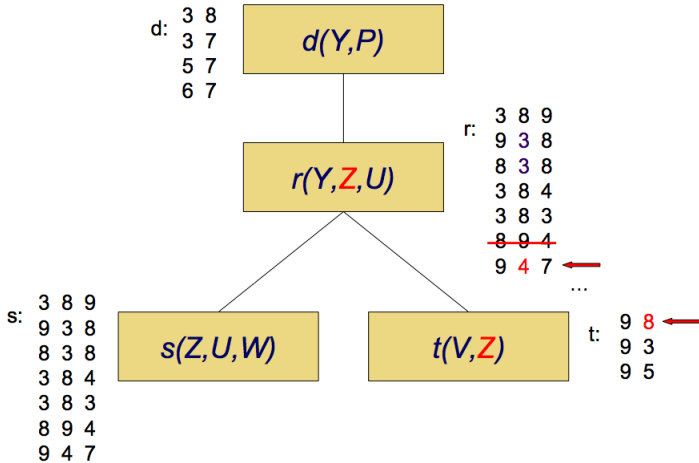 d:
3 8
3 7
5 7
6 7
d(Y,P)
r:
3 8 9
9 3 8
8 3 8
3 8 4
3 8 3
8 9 4
9 4 7
...
r(Y,Z,U)
s:
3 8 9
9 3 8
8 3 8
3 8 4
3 8 3
8 9 4
9 4 7
s(Z,U,W)
t(V,Z)
t:
9 8
9 3
9 5